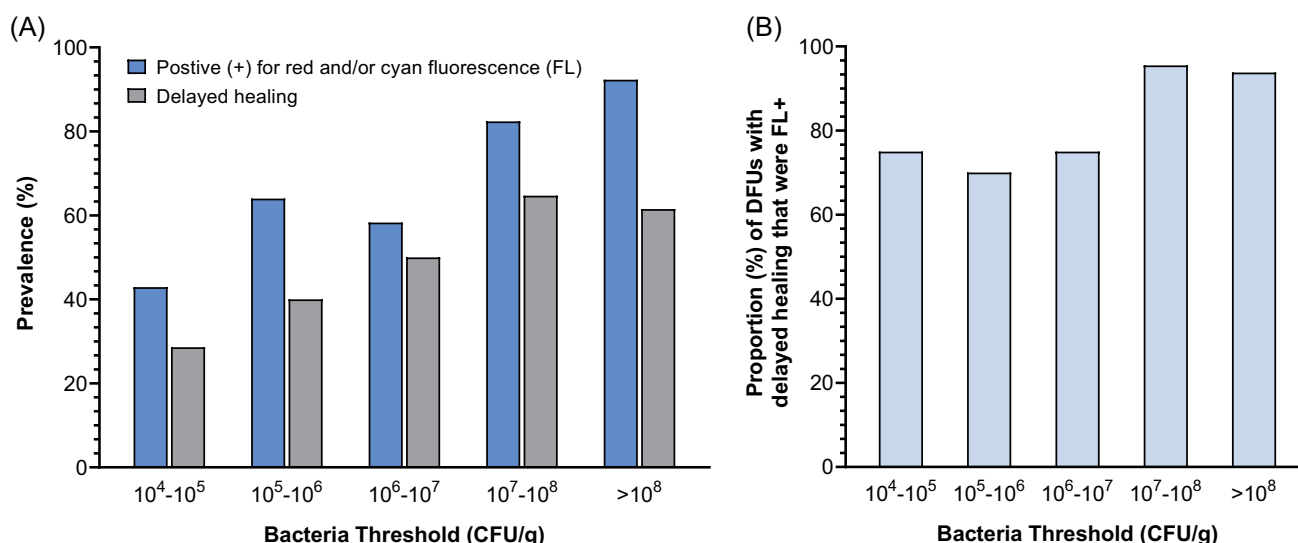 (A)
Prevalence (%)
100
80
60
40
20
0
Postive (+) for red and/or cyan fluorescence (FL)
Delayed healing
10⁴-10⁵ 10⁵-10⁶ 10⁶-10⁷ 10⁷-10⁸ >10⁸
Bacteria Threshold (CFU/g)
(B)
Proportion (%) of DFUs with
delayed healing that were FL+
100
80
60
40
20
0
10⁴-10⁵ 10⁵-10⁶ 10⁶-10⁷ 10⁷-10⁸ >10⁸
Bacteria Threshold (CFU/g)